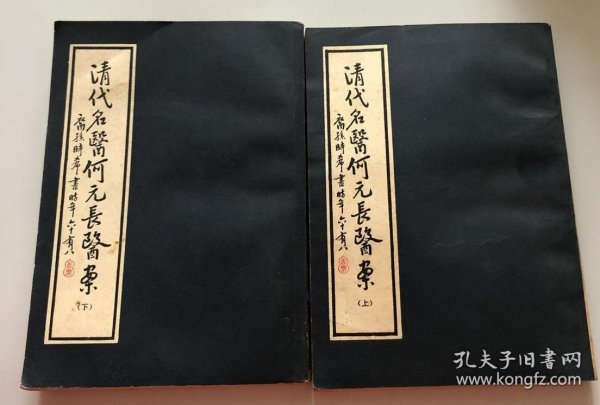 清代名醫何元長醫案
裔孫時希書時年六十有八
(下)
清代名醫何元長醫案
裔孫時希書時年六十有八
(上)
孔夫子旧书网
www.kongfz.com